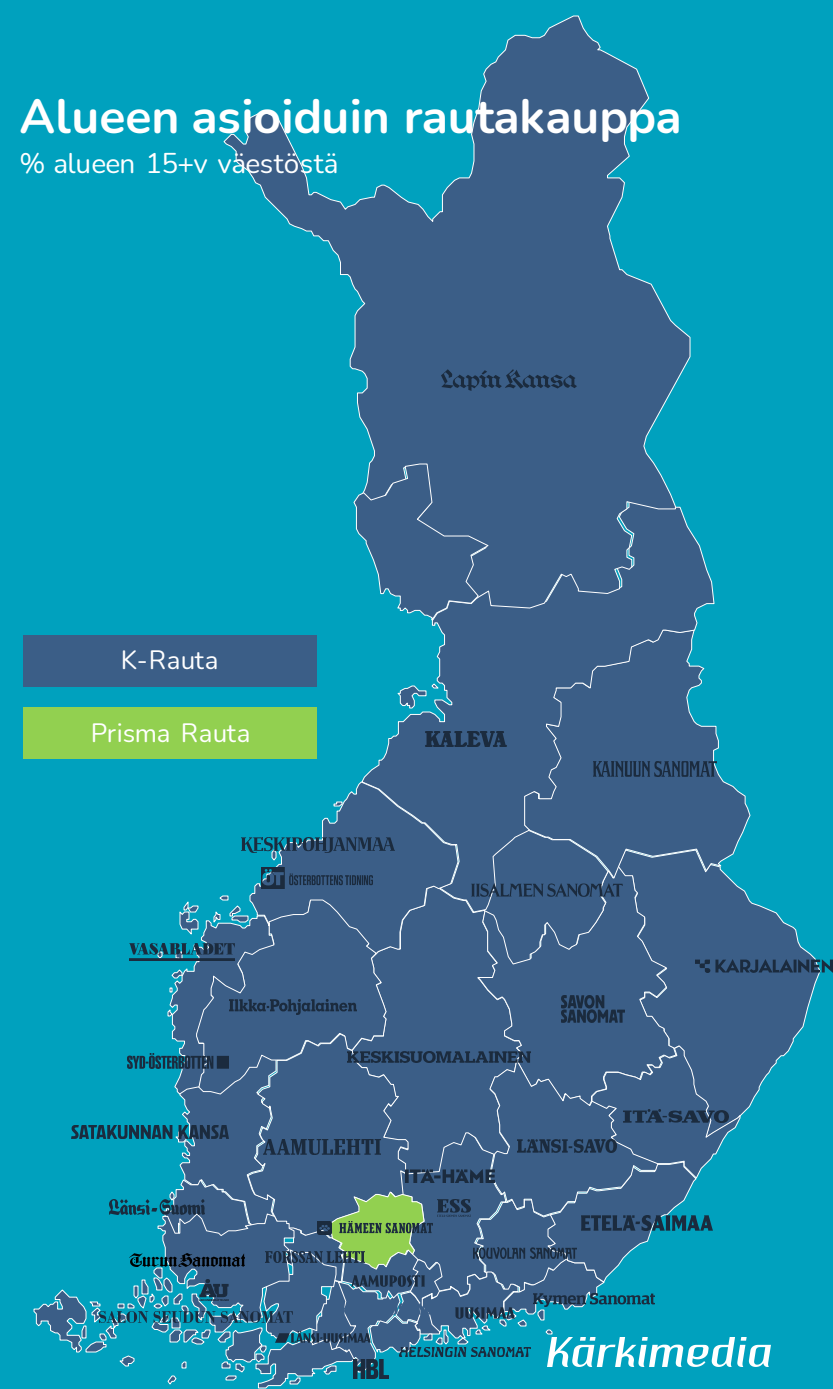 Alueen asioiduin rautakauppa
% alueen 15+v väestöstä
Lapin Kansa
K-Rauta
Prisma Rauta
KALEVA
KAINUUN SANOMAT
KESKIPOHJANMAA
ÖT ÖSTERBOTTENS TIDNING
IISALMEN SANOMAT
VASABLADET
KARJALAINEN
Ilkka-Pohjalainen
SAVON
SANOMAT
SYD-ÖSTERBOTTEN
KESKISUOMALAINEN
ITÄ-SAVO
SATAKUNNAN KANSA
AAMULEHTI
LÄNSI-SAVO
ITÄ-HÄME
Länsi-Suomi
ESS
HÄMEEN SANOMAT
ETELÄ-SAIMAA
Turun Sanomat
FORSSAN LEHTI
KOUVOLAN SANOMAT
AAMUPOSTI
ÅU
Kymen Sanomat
SALON SEUDUN SANOMAT
UUSIMAA
LÄNSI-UUSIMAA
HELSINGIN SANOMAT
Kärkimedia
HBL